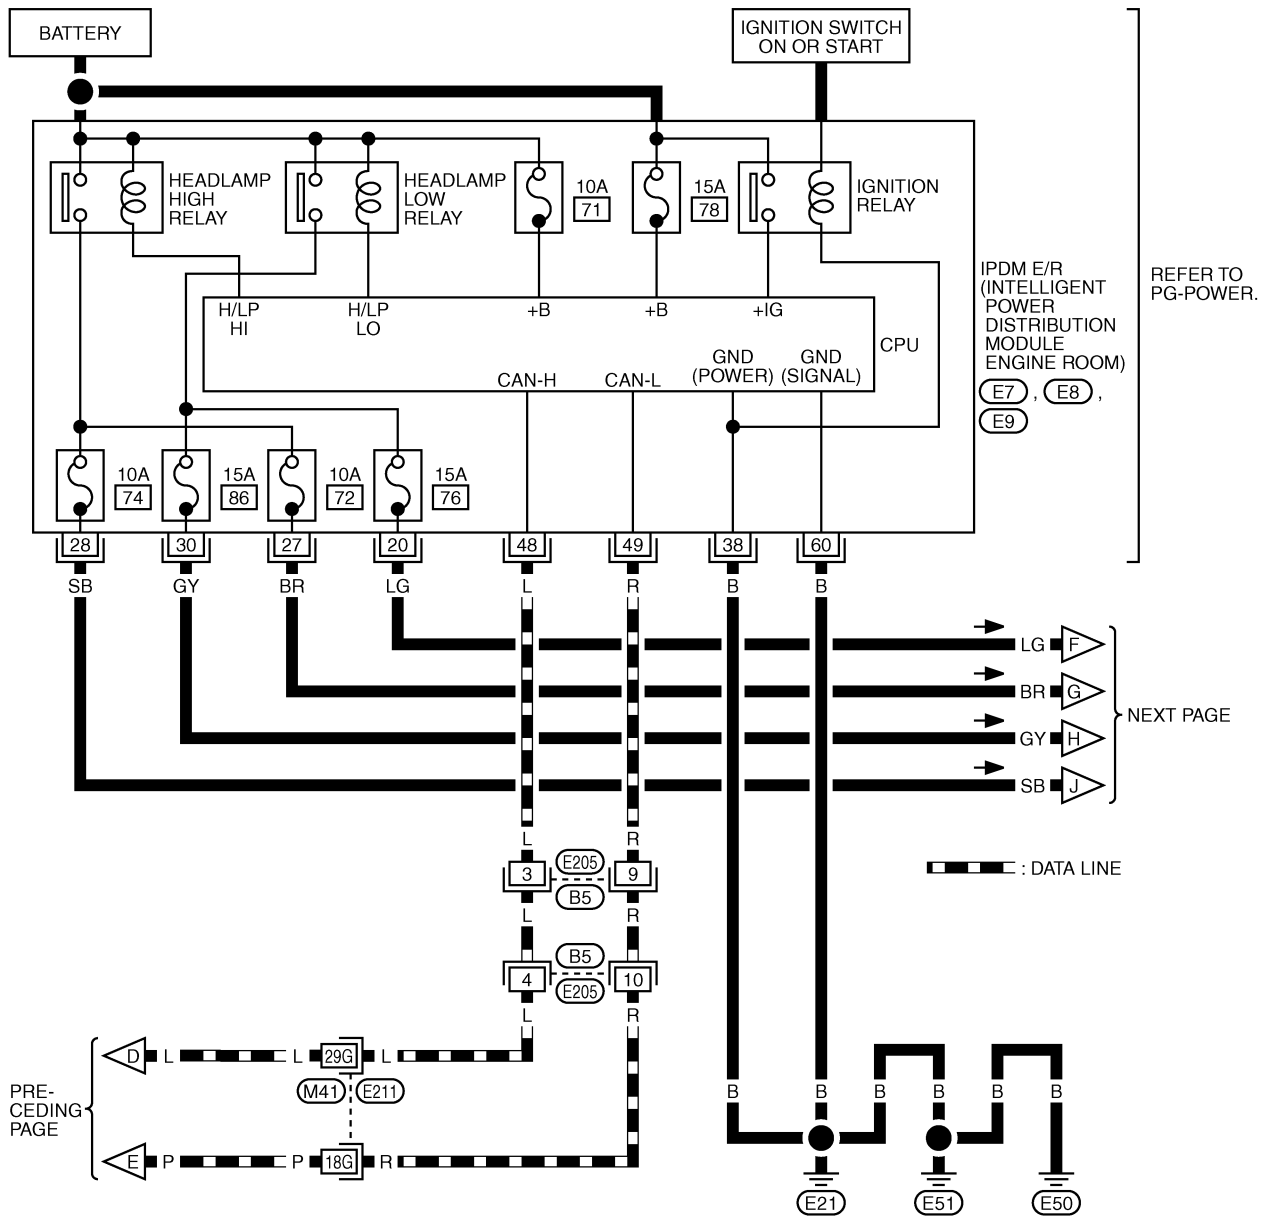 BATTERY
IGNITION SWITCH
ON OR START
HEADLAMP
HIGH
RELAY
HEADLAMP
LOW
RELAY
10A
71
15A
78
IGNITION
RELAY
IPDM E/R
(INTELLIGENT
POWER
DISTRIBUTION
MODULE
ENGINE ROOM)
E7 , E8 ,
E9
REFER TO
PG-POWER.
H/LP
HI
H/LP
LO
+B
+B
+IG
CPU
CAN-H
CAN-L
GND
(POWER)
GND
(SIGNAL)
10A
74
15A
86
10A
72
15A
76
28 30 27 20 48 49 38 60
SB GY BR LG L R B B
LG F
BR G
GY H
SB J
NEXT PAGE
L R
3 E205 9
B5
L R
: DATA LINE
B5
4 E205 10
L R
PRE-
CEDING
PAGE
D L L 29G L
M41 E211
E P P 18G R
B B B B B B
E21 E51 E50